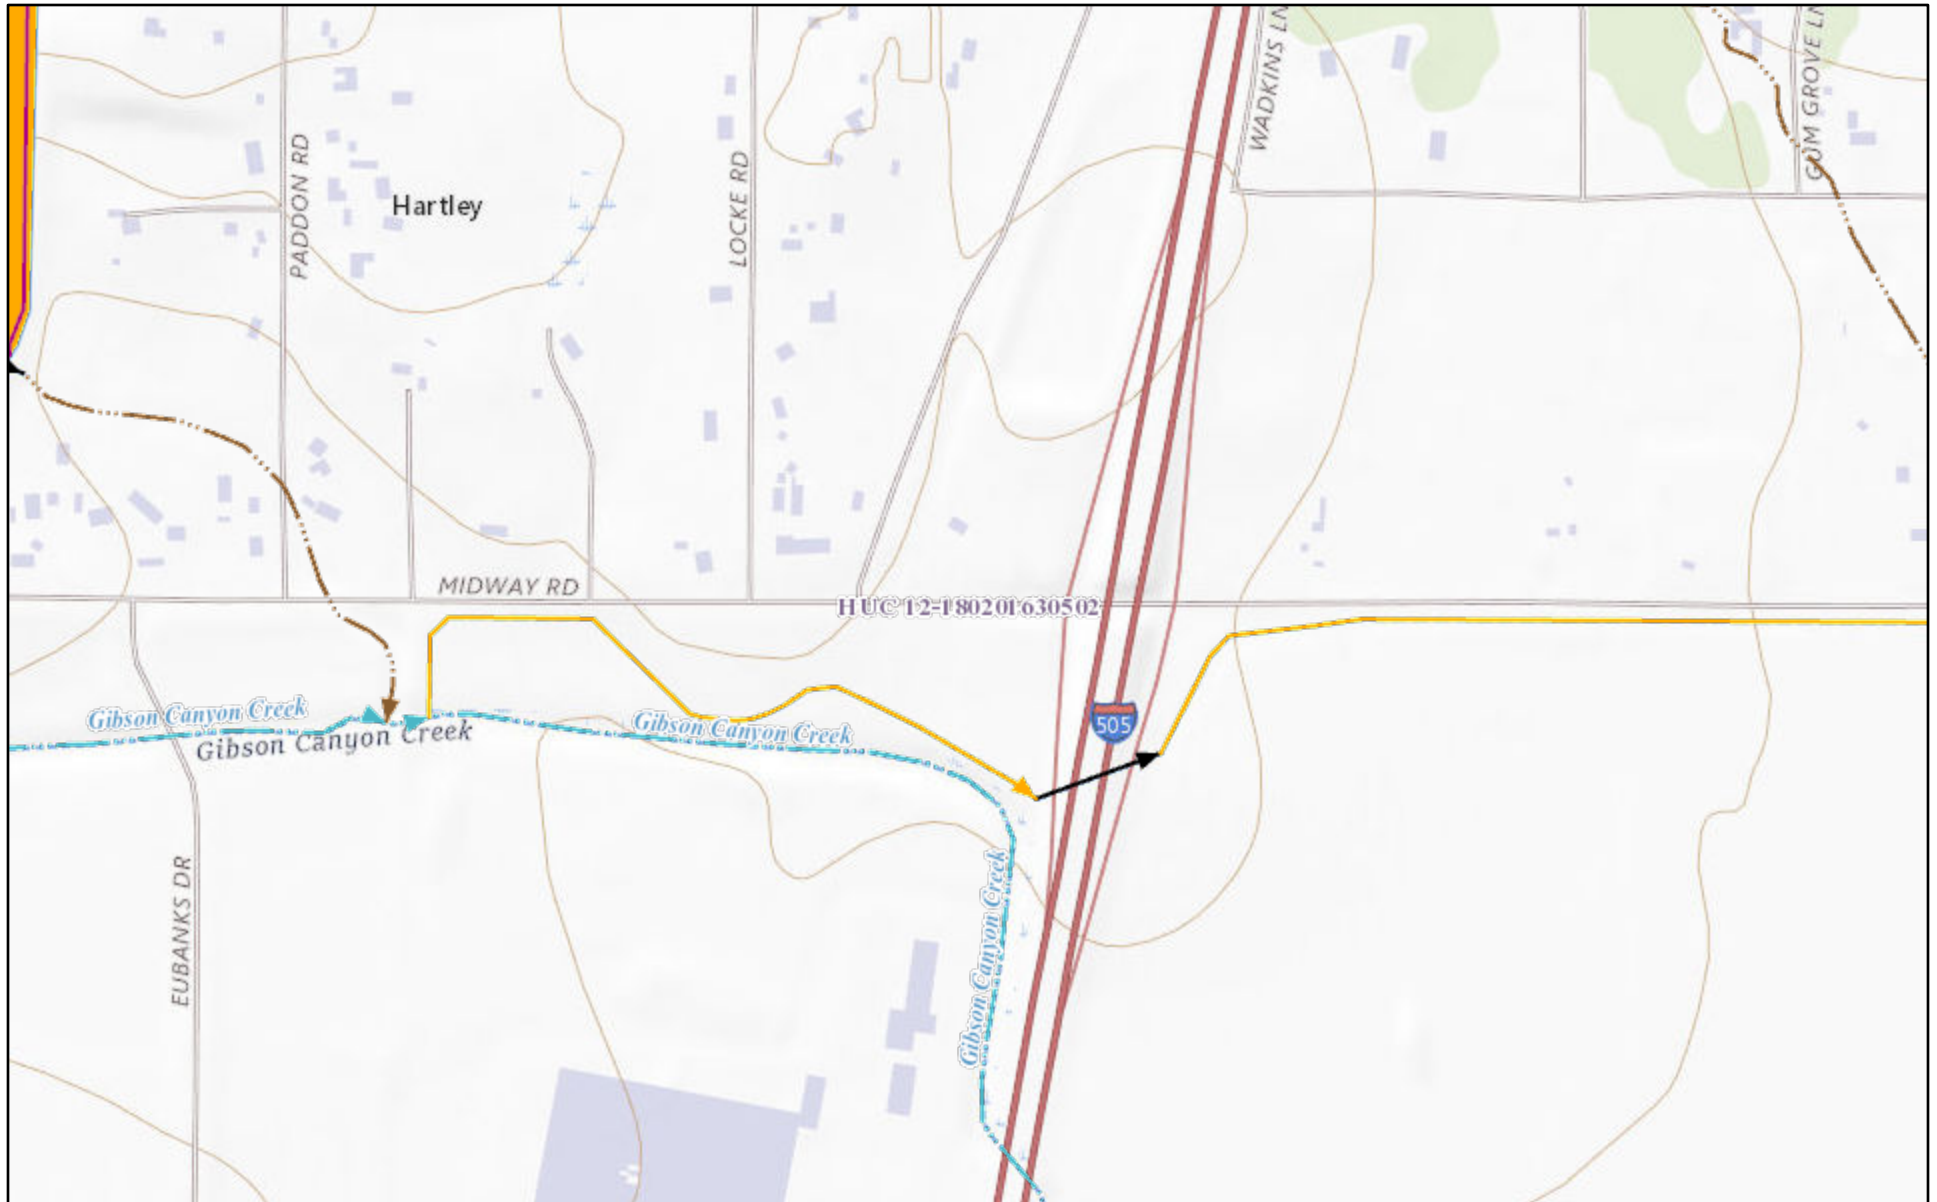 WADKINS LN
GUM GROVE LN
PADDON RD
Hartley
LOCKE RD
MIDWAY RD
HUC 12-180201630502
Gibson Canyon Creek
Gibson Canyon Creek
Gibson Canyon Creek
505
EUBANKS DR
Gibson Canyon Creek